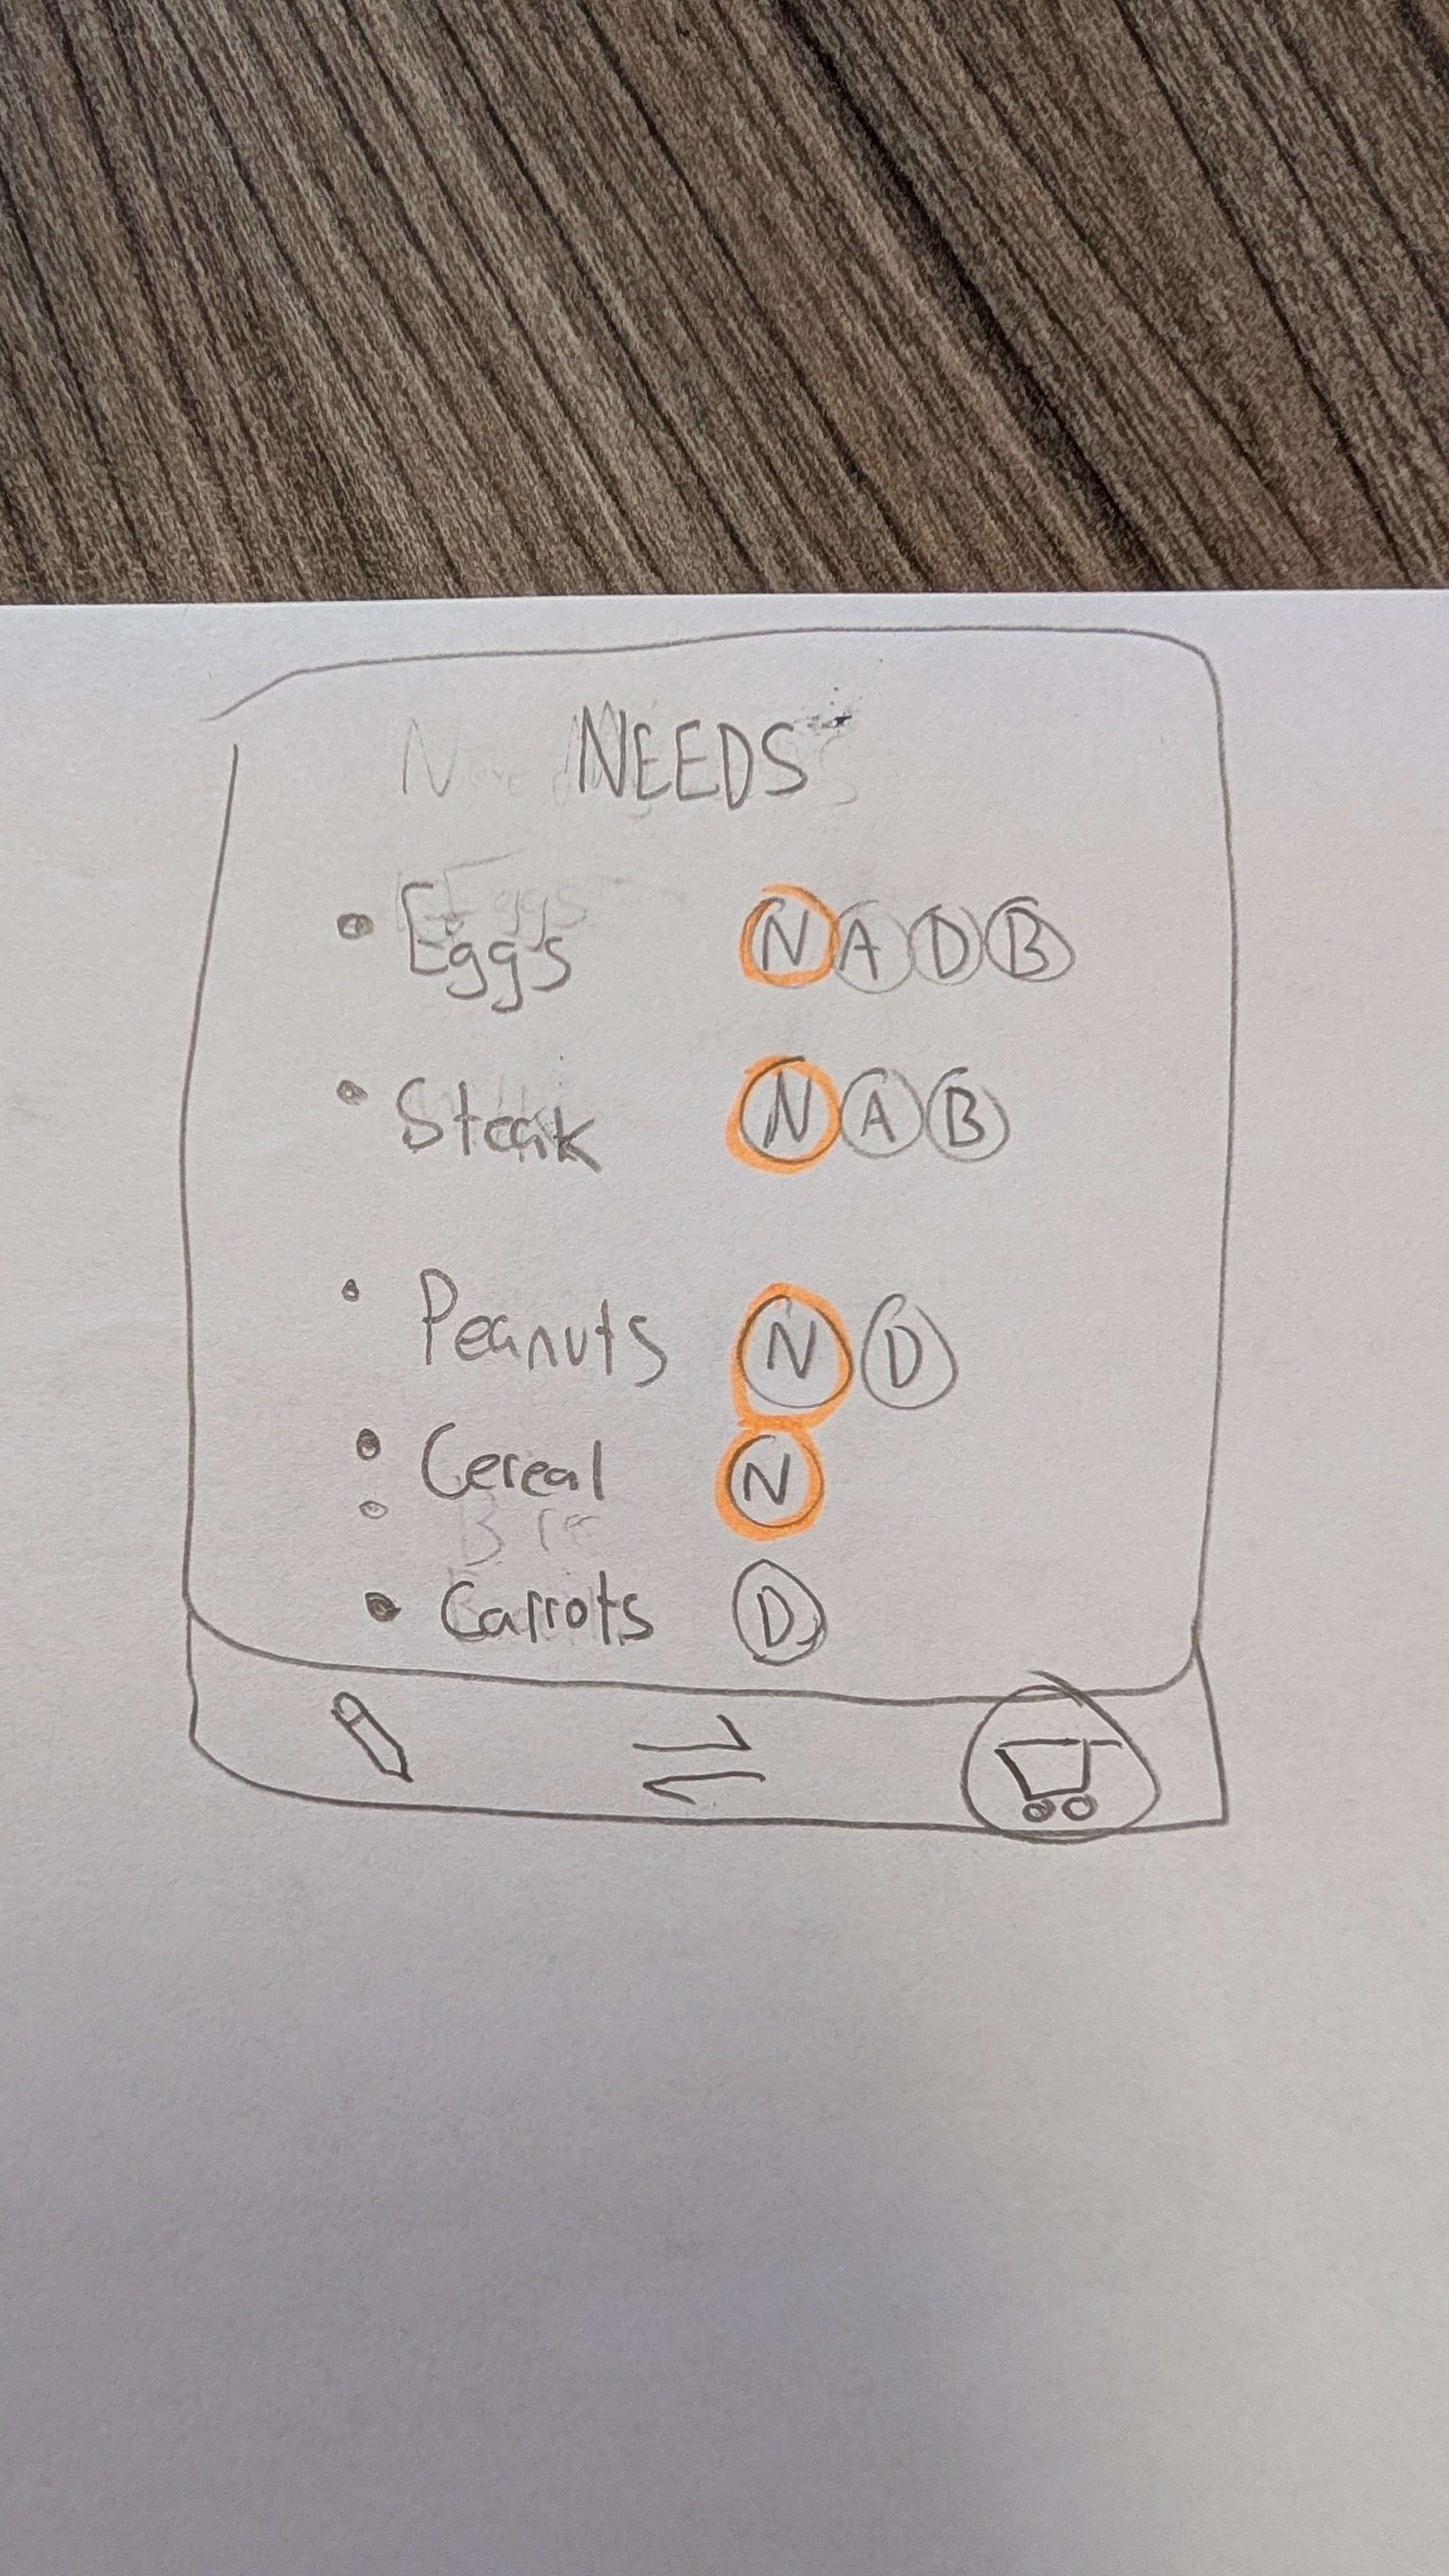 NEEDS
• Eggs N A D B
• Steak N A B
• Peanuts N D
• Cereal N
• Carrots D